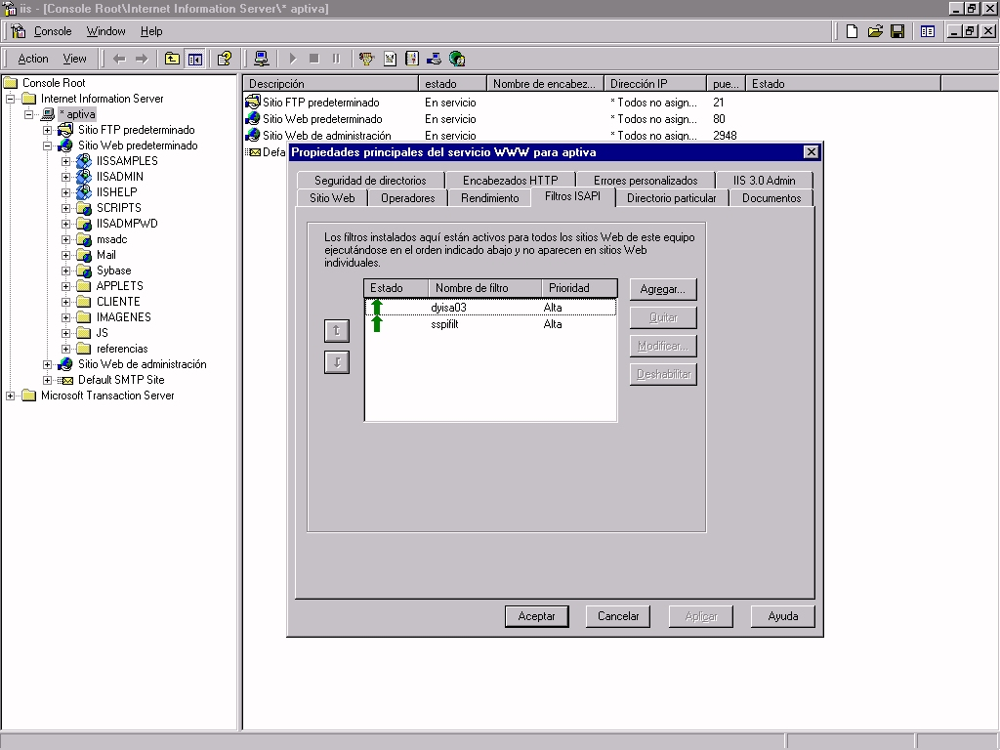 iis - [Console Root\Internet Information Server\* aptiva]
Console Window Help
Action View
Console Root
Internet Information Server
* aptiva
Sitio FTP predeterminado
Sitio Web predeterminado
IISSAMPLES
IISADMIN
IISHELP
SCRIPTS
IISADMPWD
msadc
Mail
Sybase
APPLETS
CLIENTE
IMAGENES
JS
referencias
Sitio Web de administración
Default SMTP Site
Microsoft Transaction Server
Descripción estado Nombre de encabez... Dirección IP pue... Estado
Sitio FTP predeterminado En servicio * Todos no asign... 21
Sitio Web predeterminado En servicio * Todos no asign... 80
Sitio Web de administración En servicio * Todos no asign... 2948
Defa
Propiedades principales del servicio WWW para aptiva
Seguridad de directorios Encabezados HTTP Errores personalizados IIS 3.0 Admin
Sitio Web Operadores Rendimiento Filtros ISAPI Directorio particular Documentos
Los filtros instalados aquí están activos para todos los sitios Web de este equipo
ejecutándose en el orden indicado abajo y no aparecen en sitios Web
individuales.
Estado Nombre de filtro Prioridad
dyisa03 Alta
sspifilt Alta
Agregar...
Quitar
Modificar...
Deshabilitar
Aceptar Cancelar Aplicar Ayuda